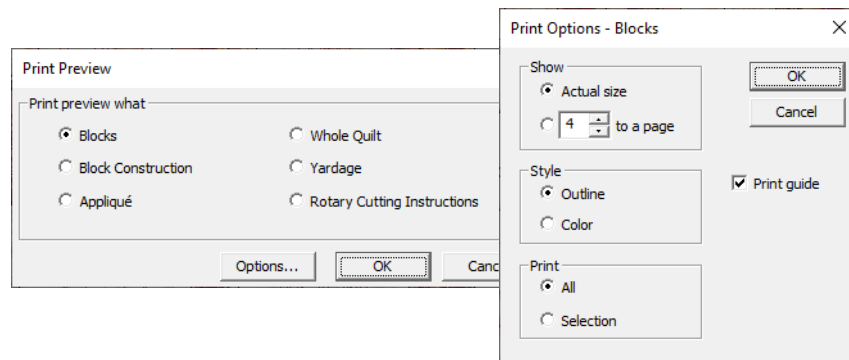 Print Preview
Print preview what
Blocks
Whole Quilt
Block Construction
Yardage
Appliqué
Rotary Cutting Instructions
Options...
OK
Canc
Print Options - Blocks
Show
Actual size
4 to a page
Style
Outline
Color
Print
All
Selection
OK
Cancel
Print guide